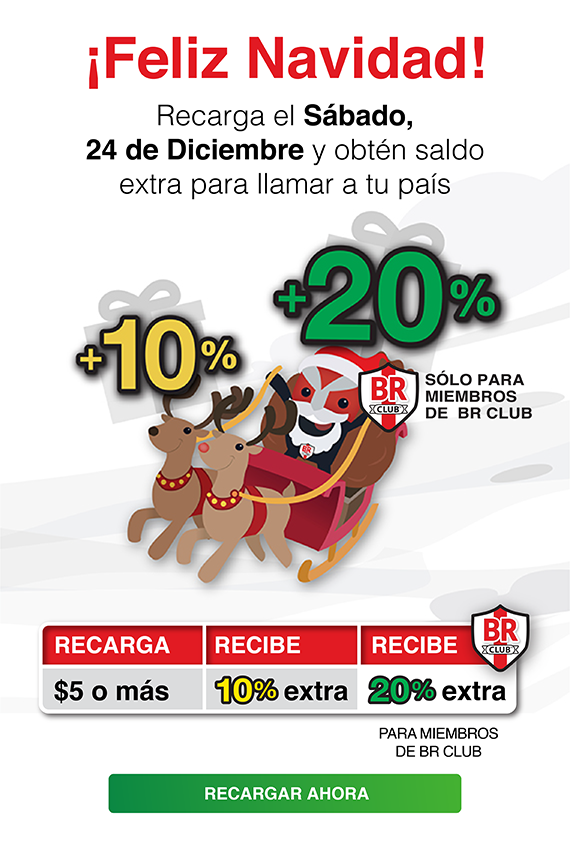 ¡Feliz Navidad!
Recarga el Sábado,
24 de Diciembre y obtén saldo
extra para llamar a tu país
+20%
+10%
BR
CLUB
SÓLO PARA
MIEMBROS
DE BR CLUB
BR
RECARGA RECIBE RECIBE BR
CLUB
$5 o más 10% extra 20% extra
PARA MIEMBROS
DE BR CLUB
RECARGAR AHORA